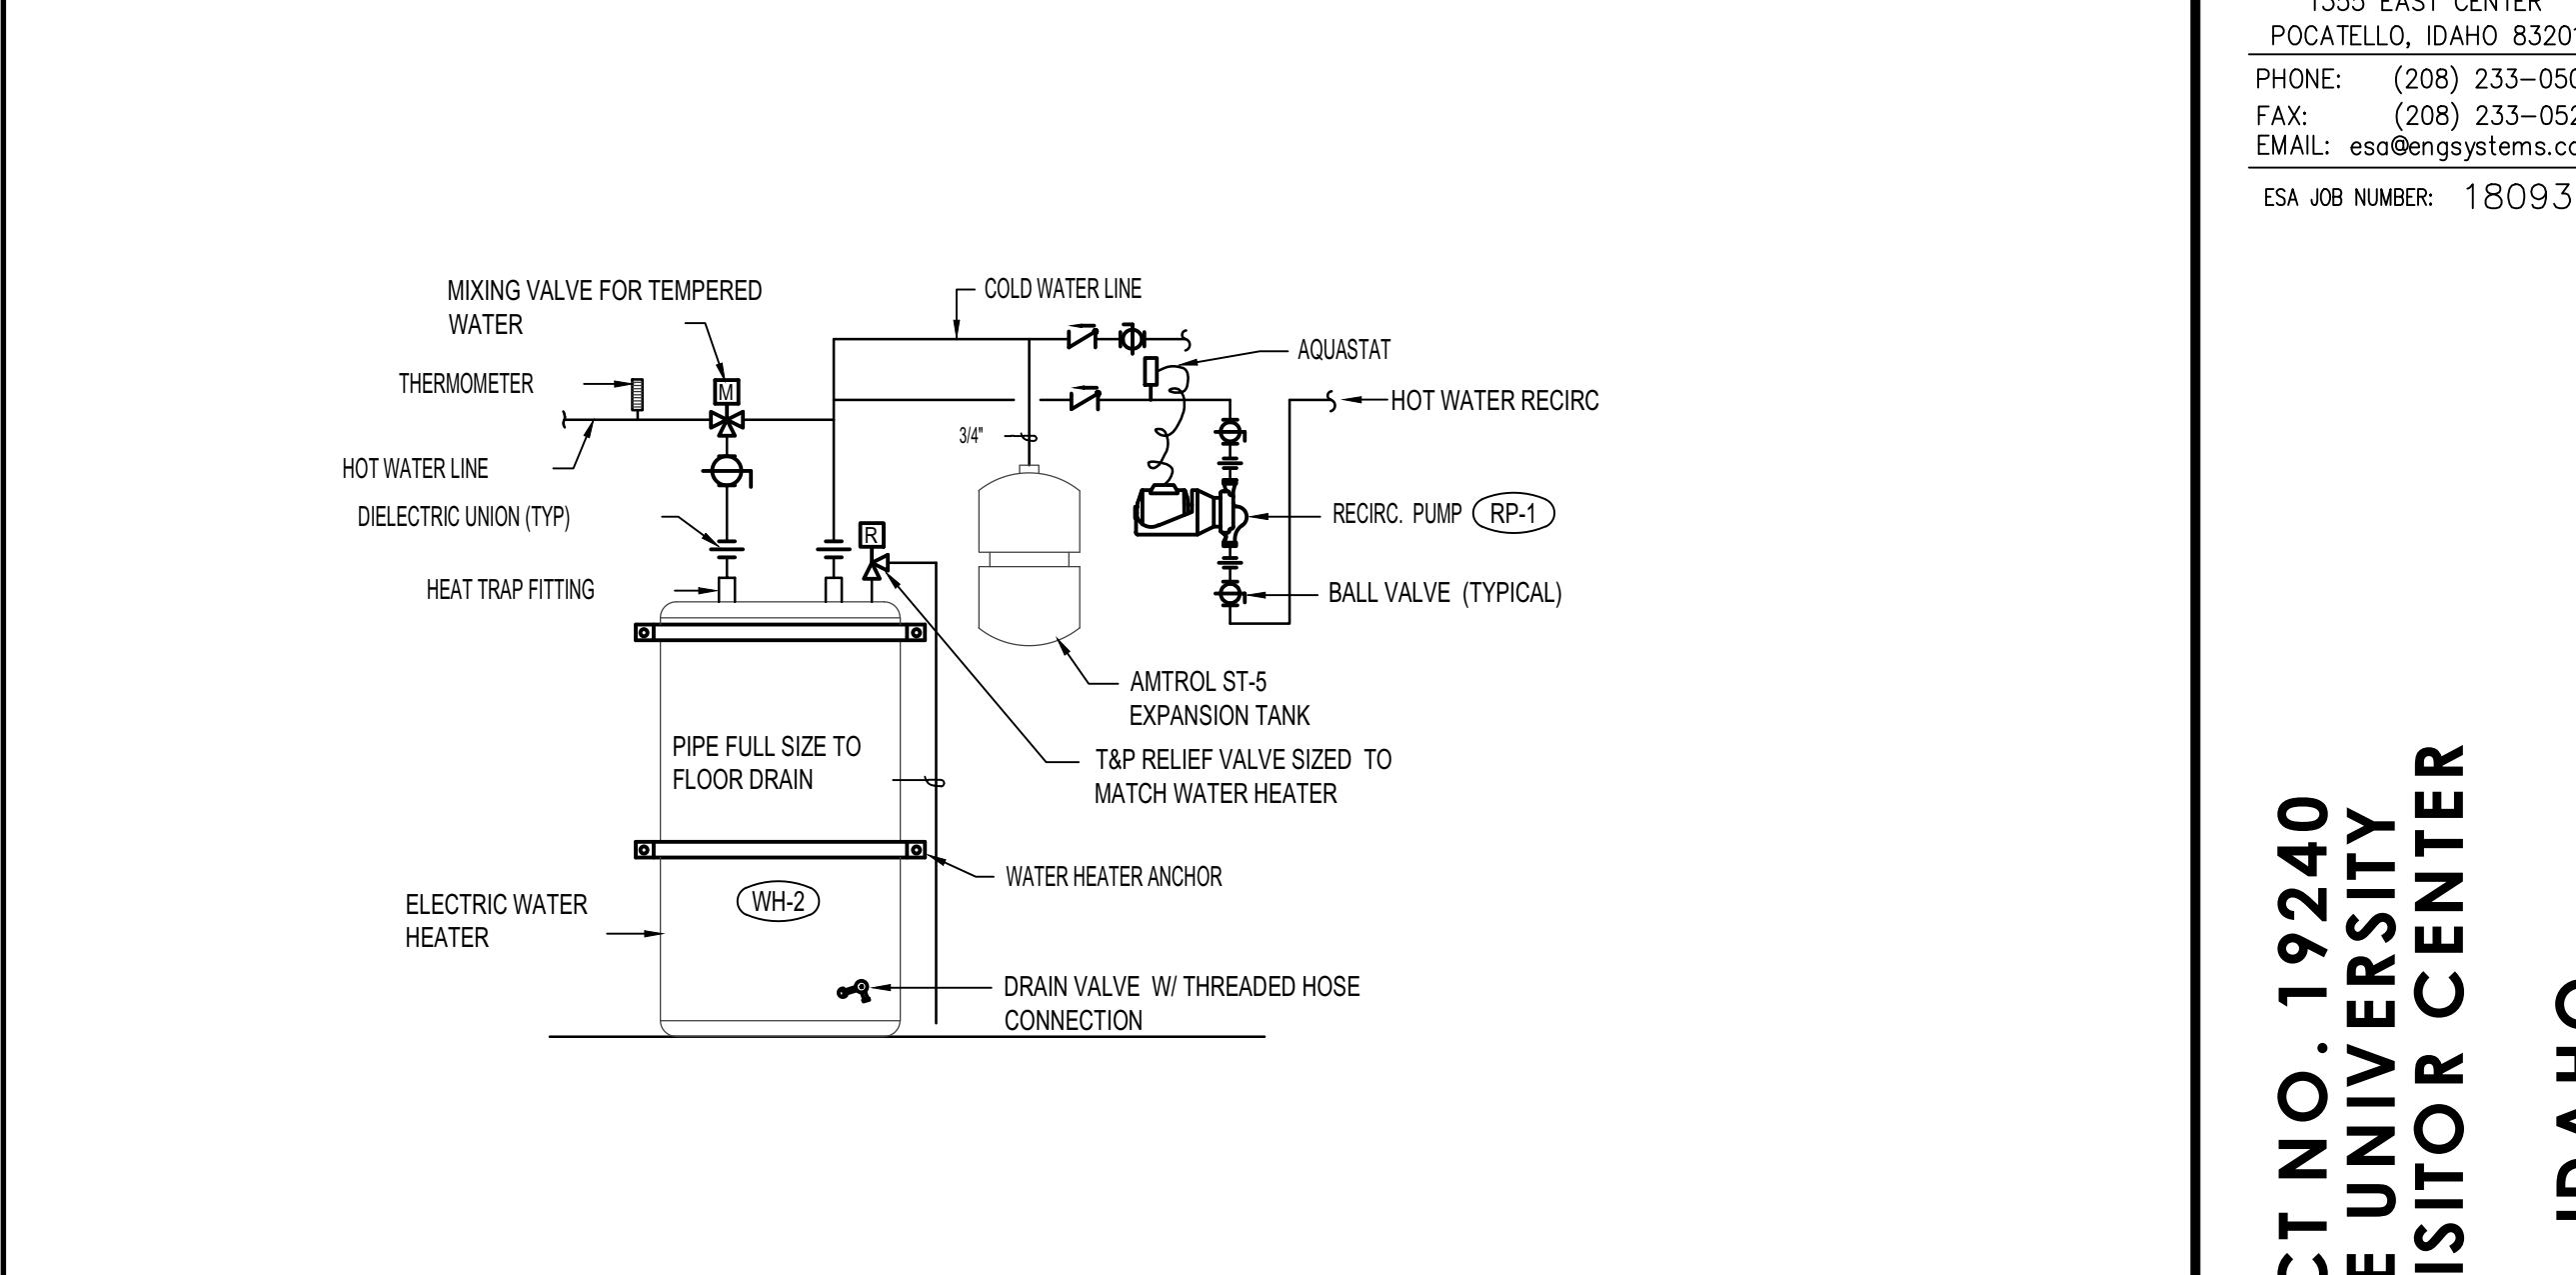 MIXING VALVE FOR TEMPERED
WATER
COLD WATER LINE
THERMOMETER
M
AQUASTAT
HOT WATER RECIRC
3/4"
HOT WATER LINE
DIELECTRIC UNION (TYP)
R
RECIRC. PUMP RP-1
HEAT TRAP FITTING
BALL VALVE (TYPICAL)
AMTROL ST-5
EXPANSION TANK
PIPE FULL SIZE TO
FLOOR DRAIN
T&P RELIEF VALVE SIZED TO
MATCH WATER HEATER
WATER HEATER ANCHOR
ELECTRIC WATER
HEATER
WH-2
DRAIN VALVE W/ THREADED HOSE
CONNECTION
1355 EAST CENTER
POCATELLO, IDAHO 83201
PHONE: (208) 233-050
FAX: (208) 233-052
EMAIL: esa@engsystems.co
ESA JOB NUMBER: 18093
CT NO. 19240
E UNIVERSITY
ISITOR CENTER
IDAHO